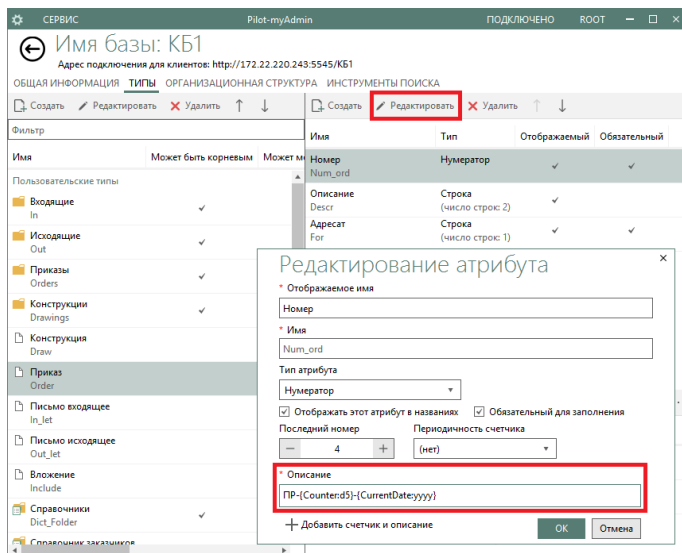 СЕРВИС Pilot-myAdmin ПОДКЛЮЧЕНО ROOT
Имя базы: КБ1
Адрес подключения для клиентов: http://172.22.220.243:5545/КБ1
ОБЩАЯ ИНФОРМАЦИЯ ТИПЫ ОРГАНИЗАЦИОННАЯ СТРУКТУРА ИНСТРУМЕНТЫ ПОИСКА
Создать Редактировать Удалить Создать Редактировать Удалить
Фильтр
Имя Тип Отображаемый Обязательный
Имя Может быть корневым Может м
Номер Нумератор
Num_ord
Пользовательские типы
Входящие
In
Описание Строка
Descr (число строк: 2)
Адресат Строка
For (число строк: 1)
Исходящие
Out
Приказы
Orders
Конструкции
Drawings
Конструкция
Draw
Приказ
Order
Письмо входящее
In_let
Письмо исходящее
Out_let
Вложение
Include
Справочники
Dict_Folder
Справочник заказчиков
Редактирование атрибута
* Отображаемое имя
Номер
* Имя
Num_ord
Тип атрибута
Нумератор
Отображать этот атрибут в названиях Обязательный для заполнения
Последний номер Периодичность счетчика
4 (нет)
* Описание
ПР-{Counter:d5}-{CurrentDate:yyyy}
Добавить счетчик и описание OK Отмена